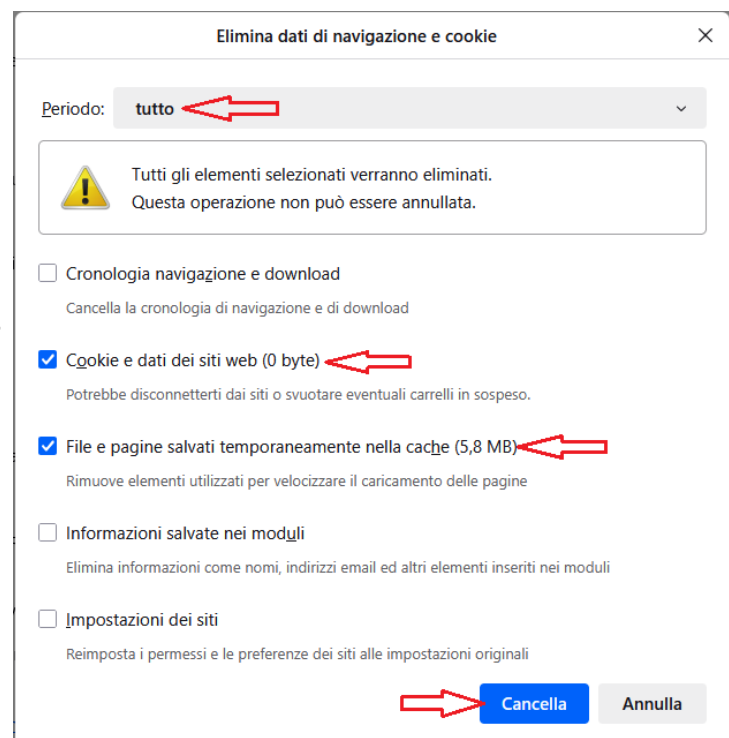 Elimina dati di navigazione e cookie
Periodo: tutto
Tutti gli elementi selezionati verranno eliminati.
Questa operazione non può essere annullata.
Cronologia navigazione e download
Cancella la cronologia di navigazione e di download
Cookie e dati dei siti web (0 byte)
Potrebbe disconnetterti dai siti o svuotare eventuali carrelli in sospeso.
File e pagine salvati temporaneamente nella cache (5,8 MB)
Rimuove elementi utilizzati per velocizzare il caricamento delle pagine
Informazioni salvate nei moduli
Elimina informazioni come nomi, indirizzi email ed altri elementi inseriti nei moduli
Impostazioni dei siti
Reimposta i permessi e le preferenze dei siti alle impostazioni originali
Cancella Annulla